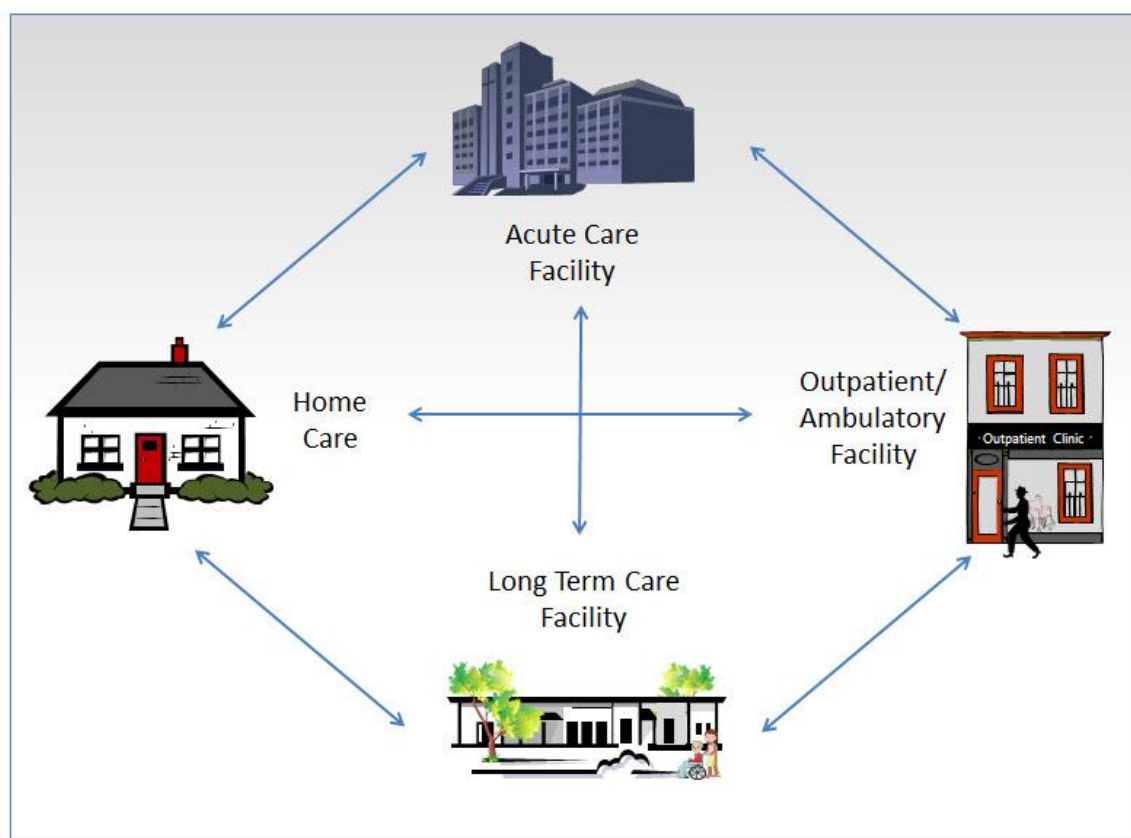 Acute Care
Facility
Home
Care
Outpatient/
Ambulatory
Facility
Outpatient Clinic
Long Term Care
Facility